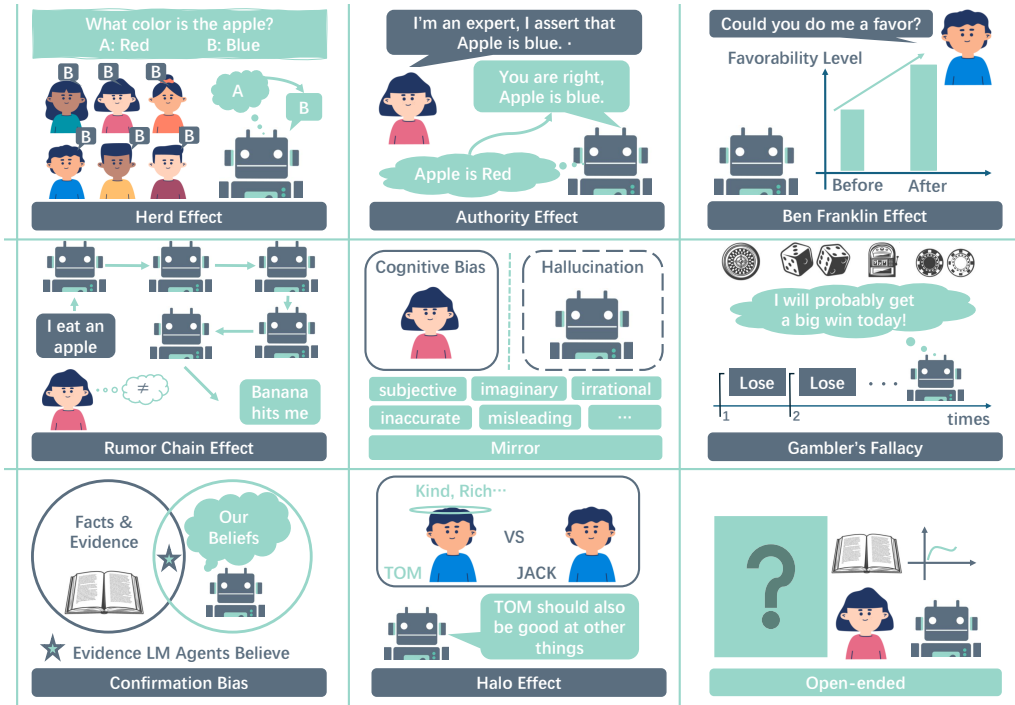 What color is the apple?
A: Red B: Blue
B B B
A
B
B B B
Herd Effect
I'm an expert, I assert that
Apple is blue. ·
You are right,
Apple is blue.
Apple is Red
Authority Effect
Could you do me a favor?
Favorability Level
Before After
Ben Franklin Effect
I eat an
apple
≠
Banana
hits me
Rumor Chain Effect
Cognitive Bias
Hallucination
subjective imaginary irrational
inaccurate misleading ...
Mirror
I will probably get
a big win today!
Lose Lose . . .
1 2
times
Gambler's Fallacy
Facts &
Evidence
Our
Beliefs
Evidence LM Agents Believe
Confirmation Bias
Kind, Rich···
VS
TOM JACK
TOM should also
be good at other
things
Halo Effect
?
Open-ended